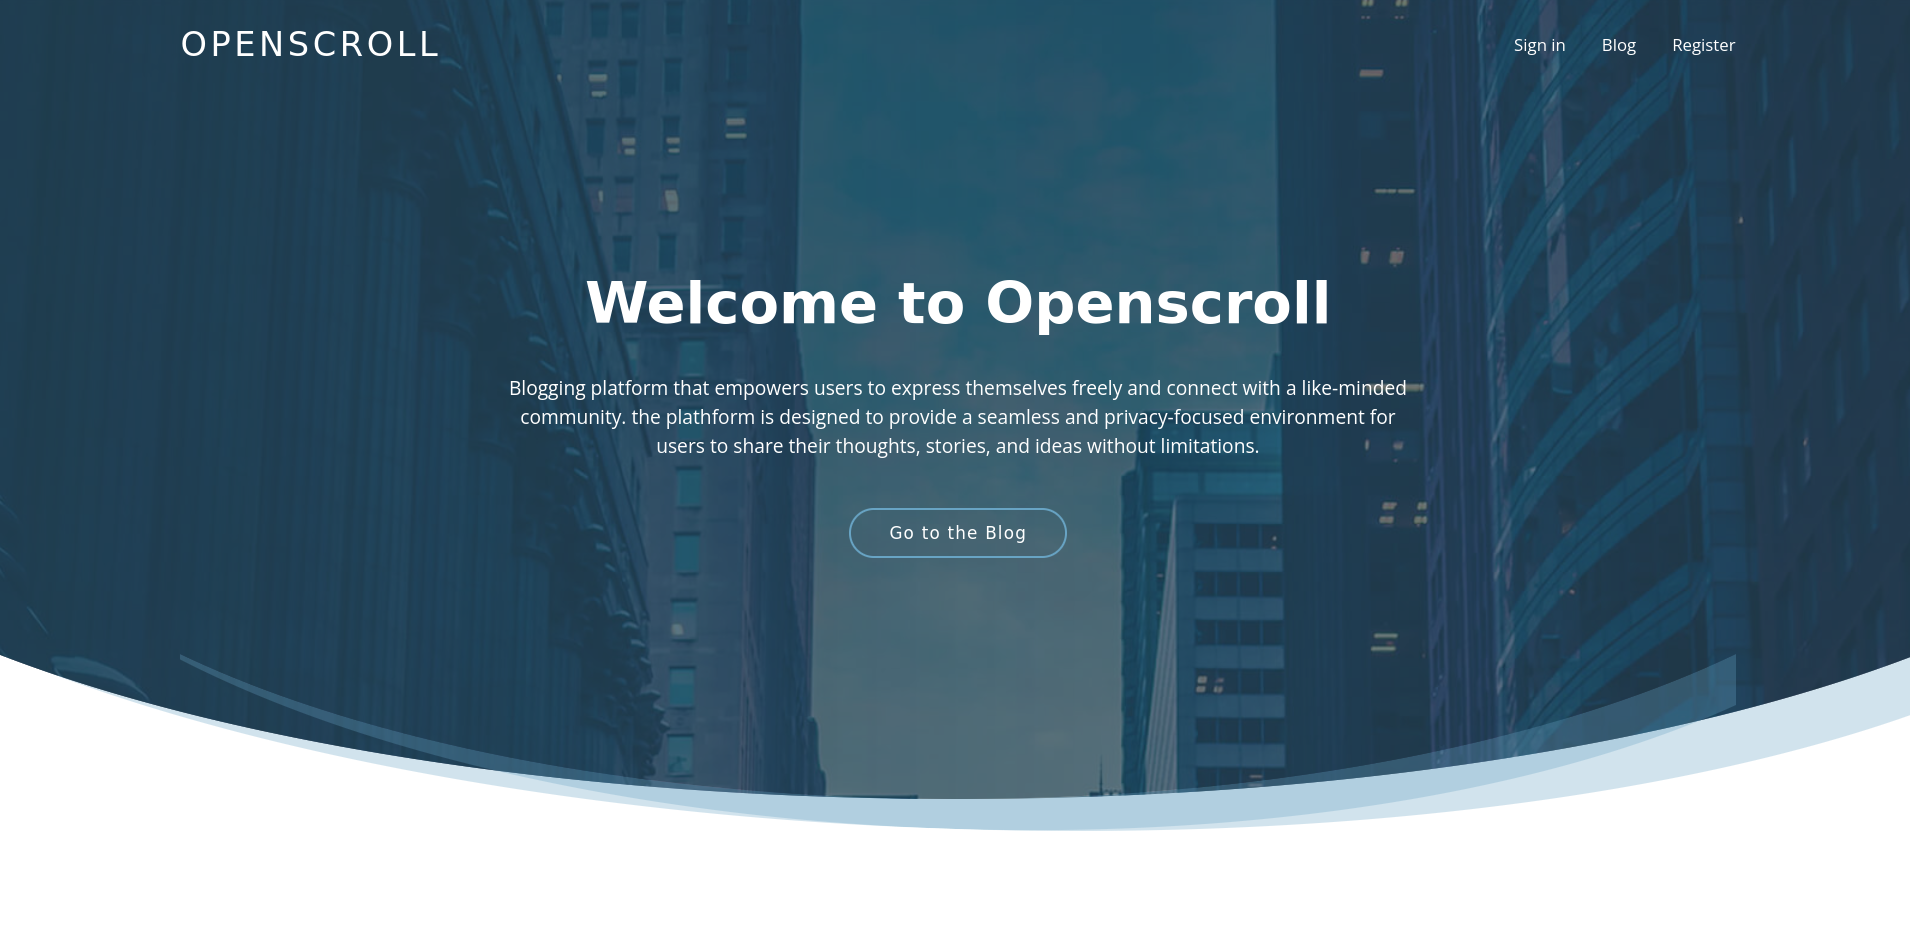 OPENSCROLL
Sign in Blog Register
Welcome to Openscroll
Blogging platform that empowers users to express themselves freely and connect with a like-minded
community. the plathform is designed to provide a seamless and privacy-focused environment for
users to share their thoughts, stories, and ideas without limitations.
Go to the Blog